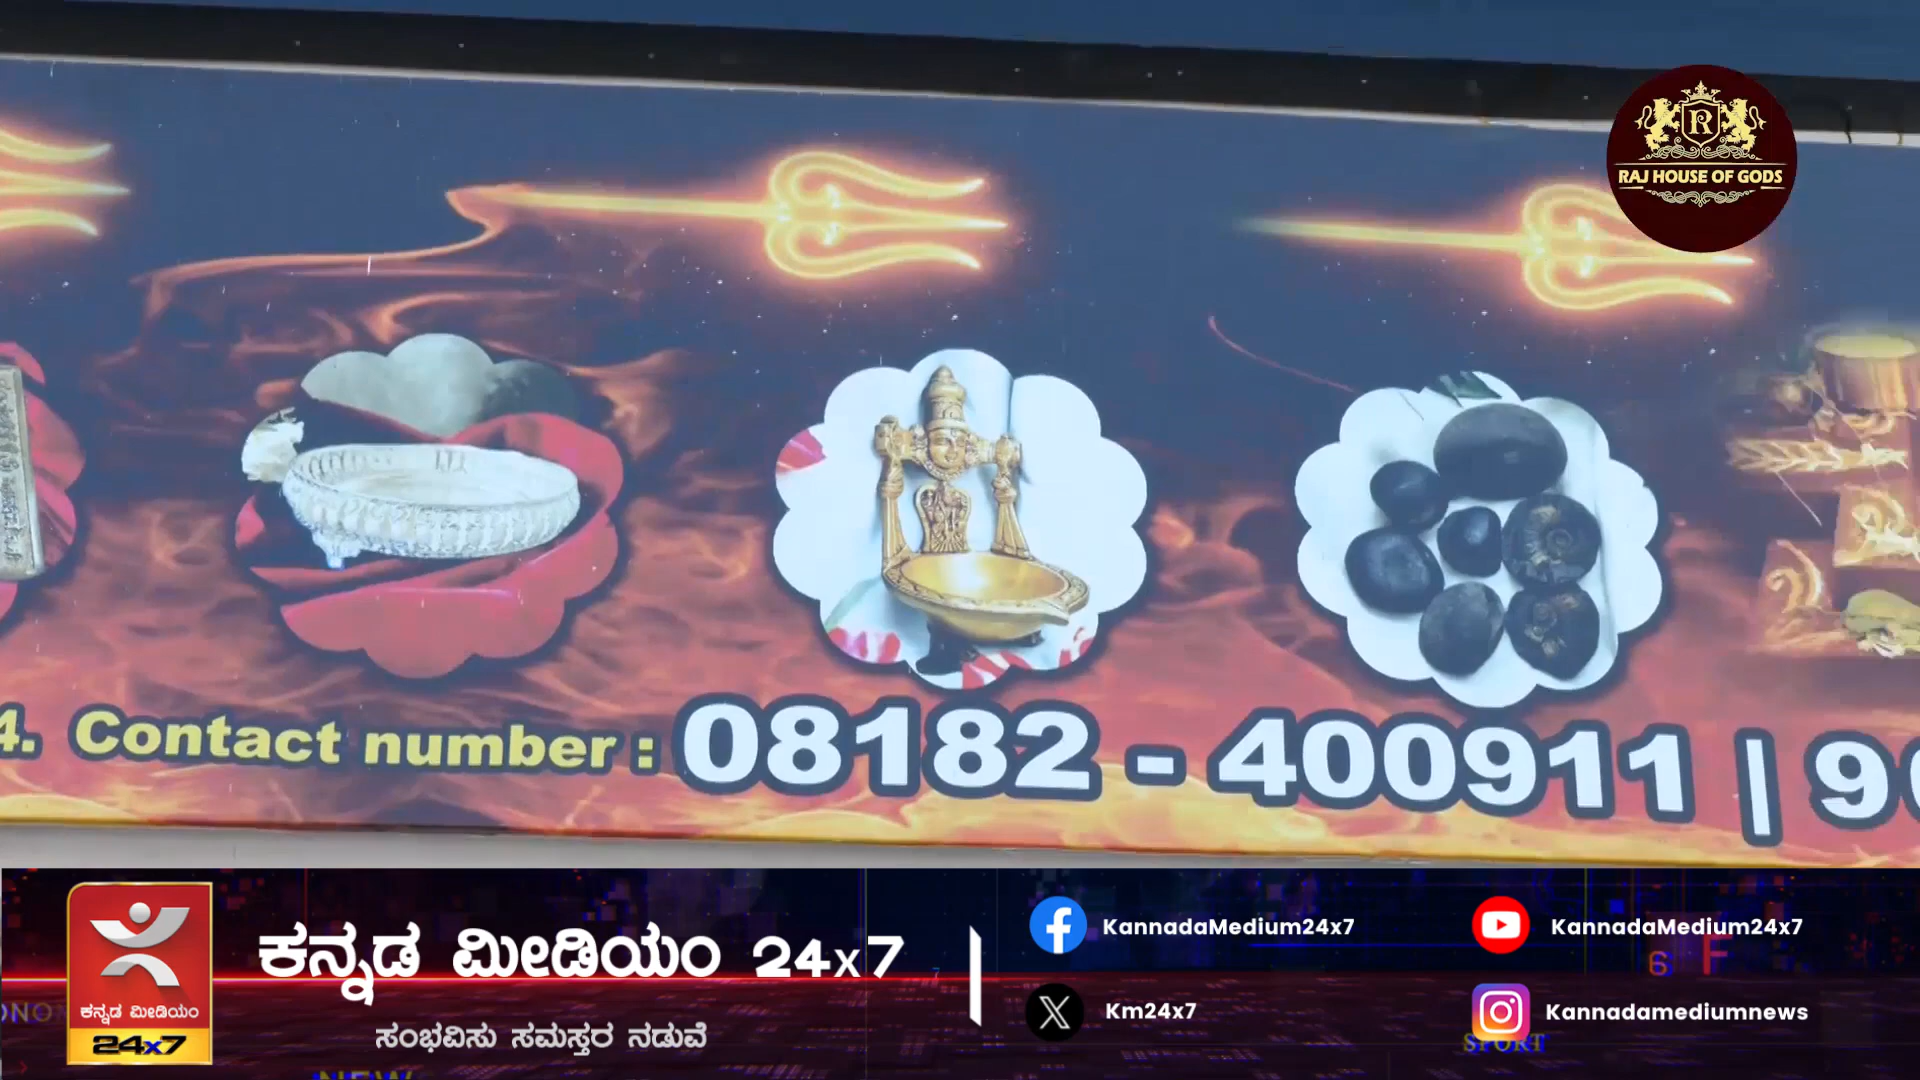 R
RAJ HOUSE OF GODS
4. Contact number : 08182 - 400911 | 9
ಕನ್ನಡ ಮೀಡಿಯಂ
24x7
ಕನ್ನಡ ಮೀಡಿಯಂ 24x7
ಸಂಭವಿಸು ಸಮಸ್ತರ ನಡುವೆ
KannadaMedium24x7
KannadaMedium24x7
Km24x7
Kannadamediumnews
SPORT